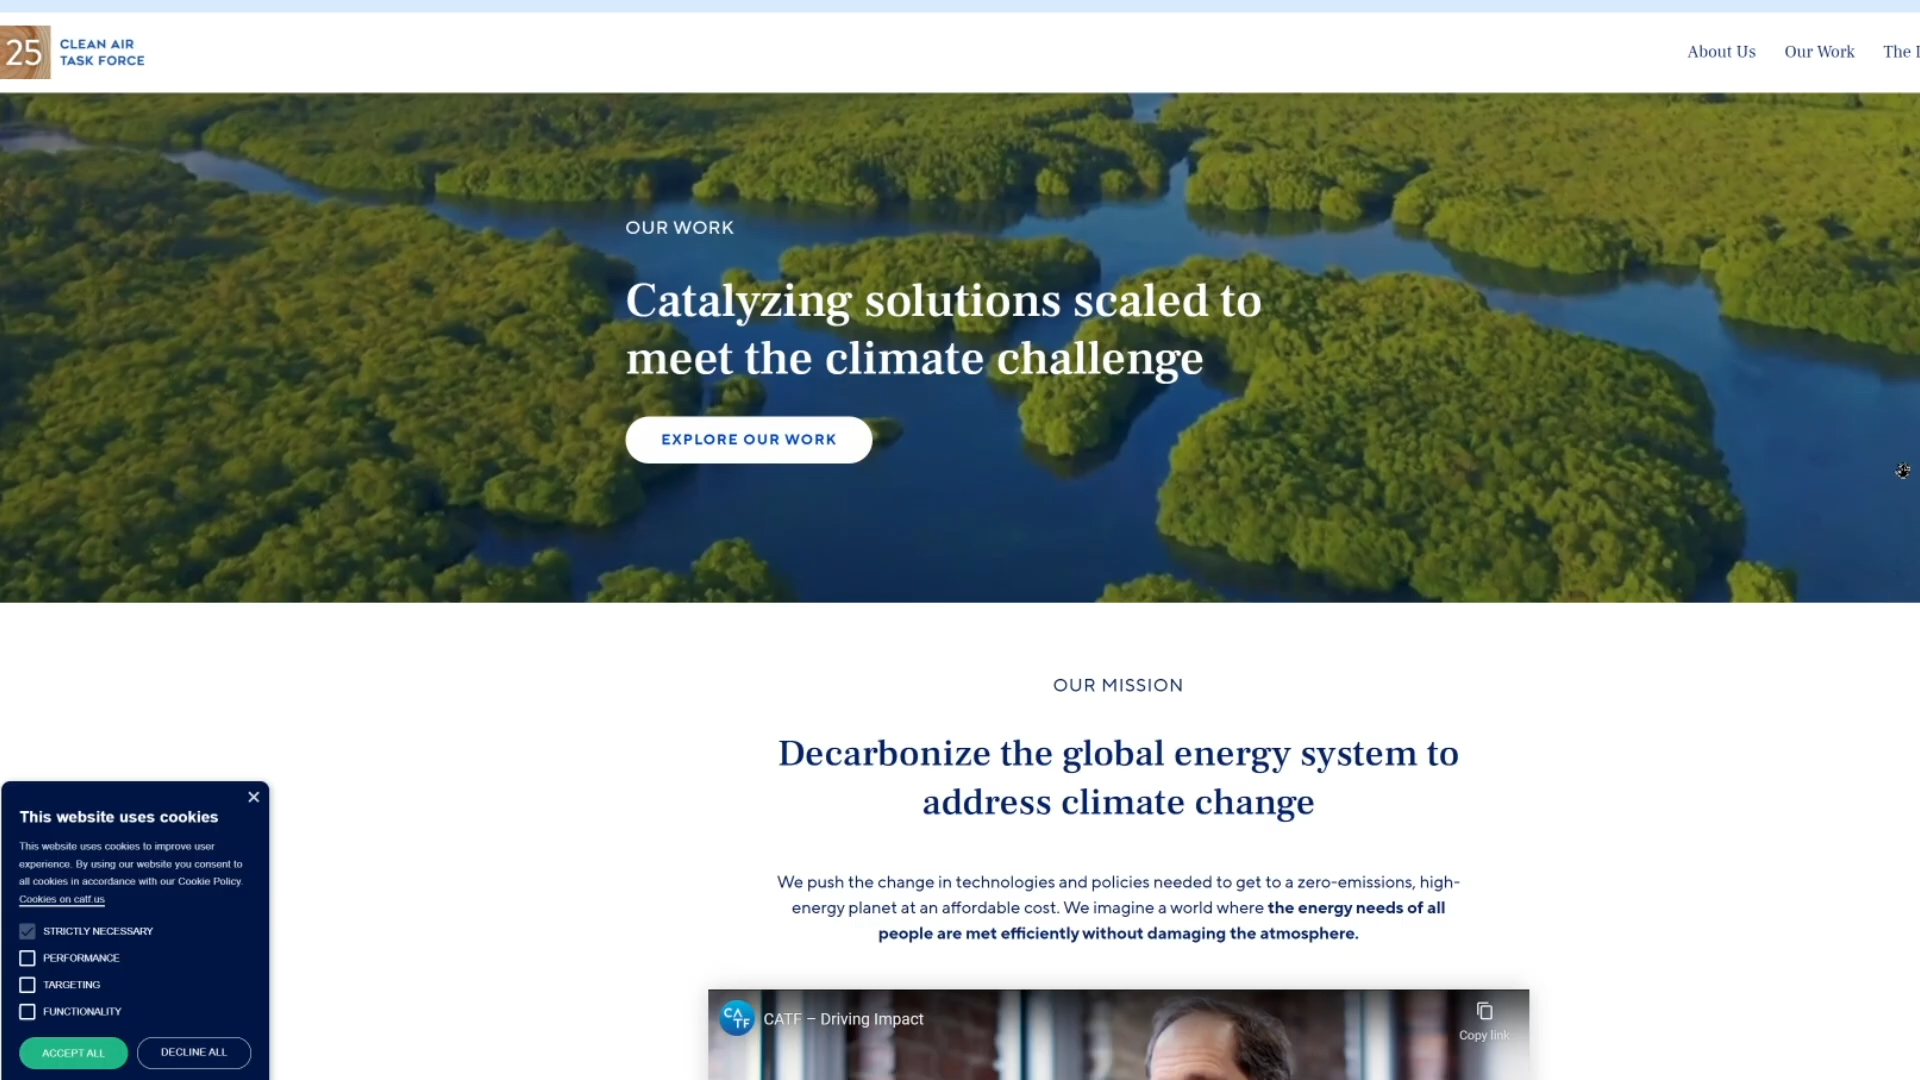 25 CLEAN AIR
TASK FORCE
About Us Our Work The
OUR WORK
Catalyzing solutions scaled to
meet the climate challenge
EXPLORE OUR WORK
OUR MISSION
Decarbonize the global energy system to
address climate change
We push the change in technologies and policies needed to get to a zero-emissions, high-
energy planet at an affordable cost. We imagine a world where the energy needs of all
people are met efficiently without damaging the atmosphere.
CATF – Driving Impact
Copy link
This website uses cookies
This website uses cookies to improve user
experience. By using our website you consent to
all cookies in accordance with our Cookie Policy.
Cookies on catf.us
STRICTLY NECESSARY
PERFORMANCE
TARGETING
FUNCTIONALITY
ACCEPT ALL DECLINE ALL